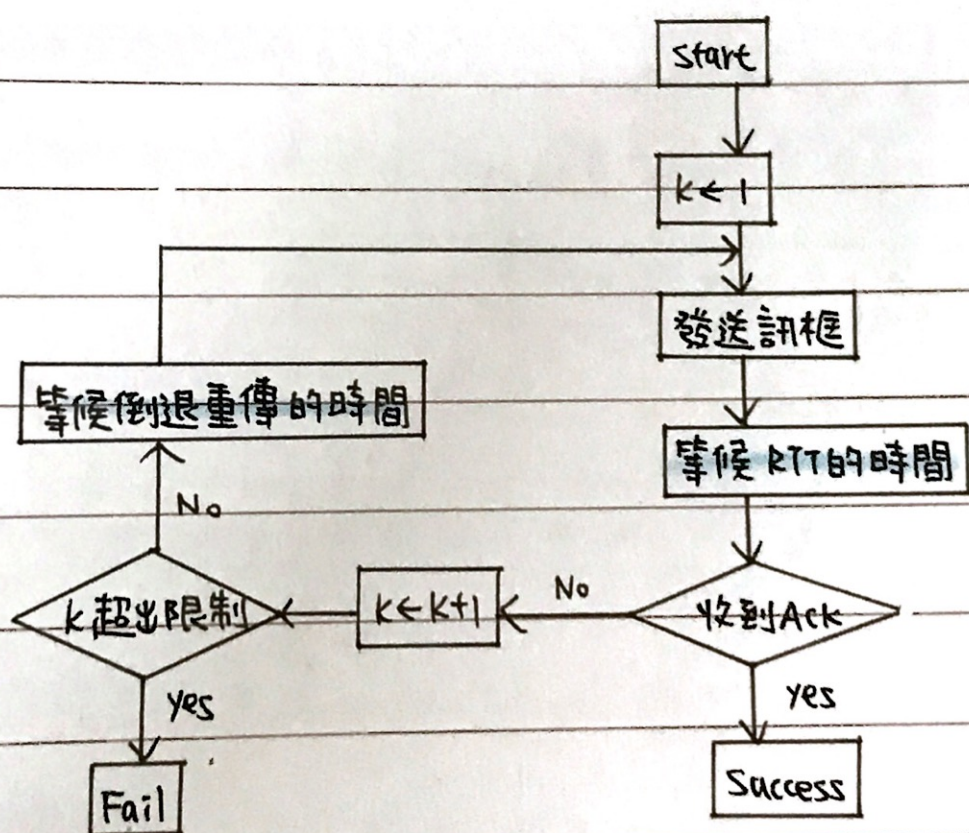 start
k ← 1
發送訊框
等候倒退重傳的時間
等候 RTT的時間
No
k超出限制
k ← k+1
No
收到Ack
yes
yes
Fail
Success